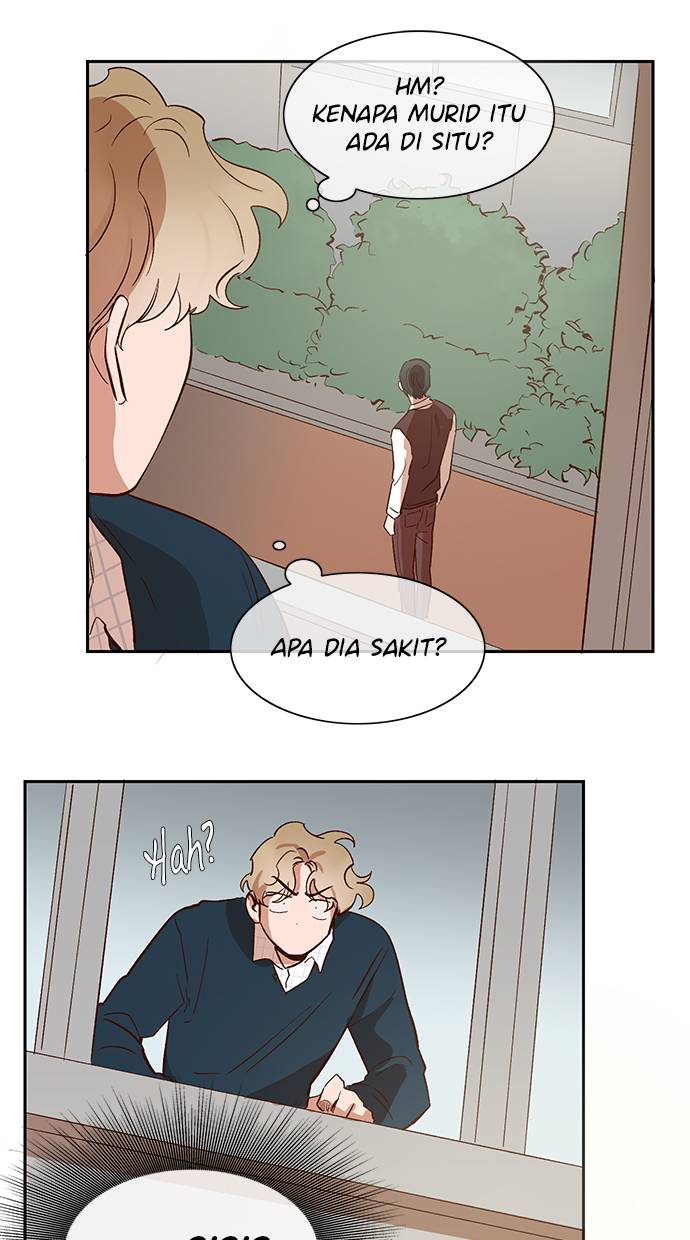 HM?
KENAPA MURID ITU
ADA DI SITU?
APA DIA SAKIT?
Hah?